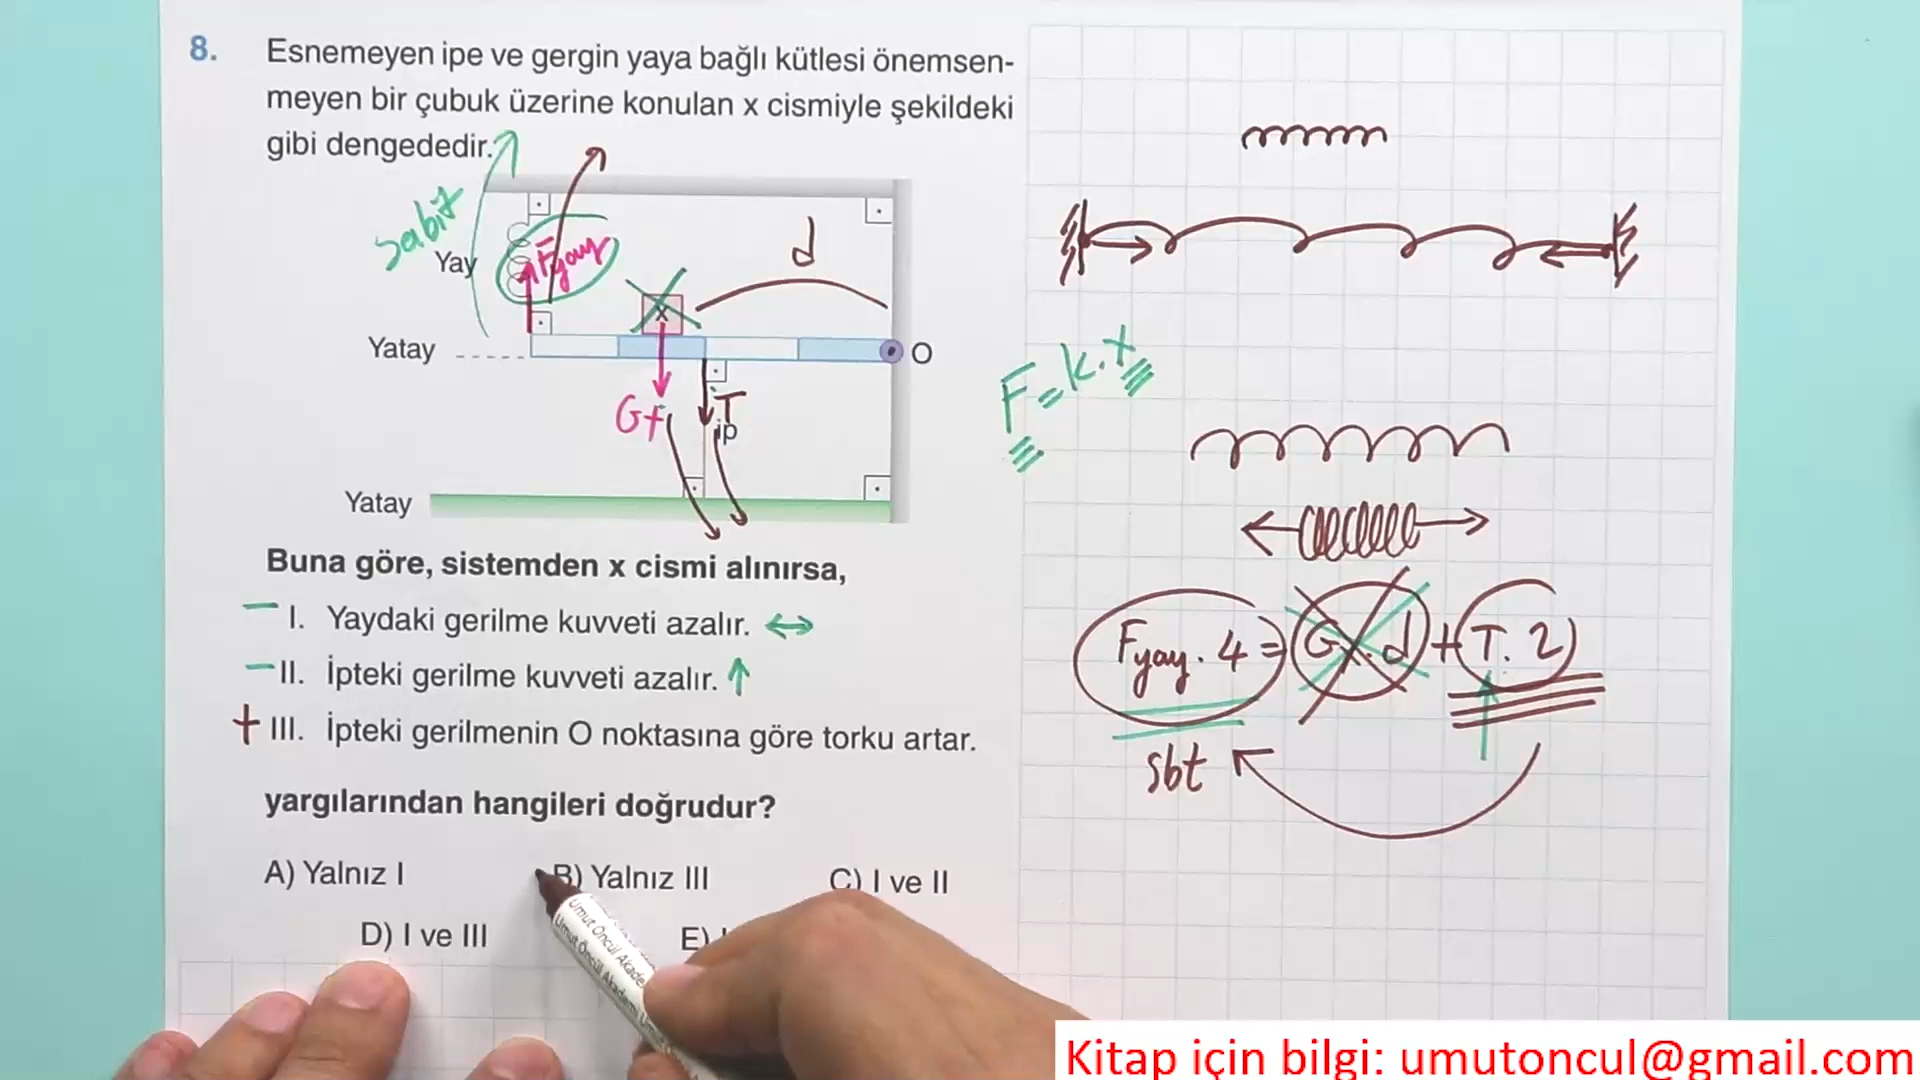 8. Esnemeyen ipe ve gergin yaya bağlı kütlesi önemsen-
meyen bir çubuk üzerine konulan x cismiyle şekildeki
gibi dengededir.
sabit
Yay
Fyay
d
x
Yatay
O
G
T
ip
Yatay
F = k.x
Buna göre, sistemden x cismi alınırsa,
– I. Yaydaki gerilme kuvveti azalır. ↔
– II. İpteki gerilme kuvveti azalır. ↑
+ III. İpteki gerilmenin O noktasına göre torku artar.
yargılarından hangileri doğrudur?
A) Yalnız I B) Yalnız III C) I ve II
D) I ve III E)
Fyay . 4 = G . d + T . 2
sbt
Umut Öncül Akademi
Kitap için bilgi: umutoncul@gmail.com